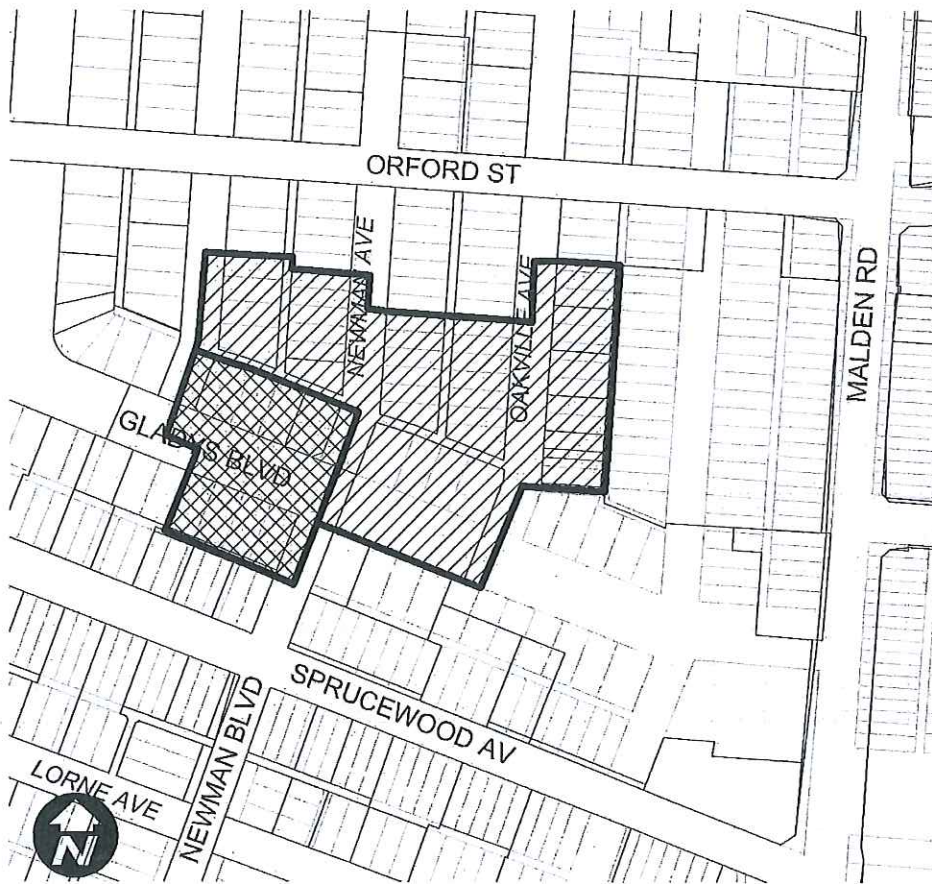 ORFORD ST
NEWMAN AVE
OAKVILLE AVE
MALDEN RD
GLADYS BLVD
SPRUCEWOOD AV
NEWMAN BLVD
LORNE AVE
N